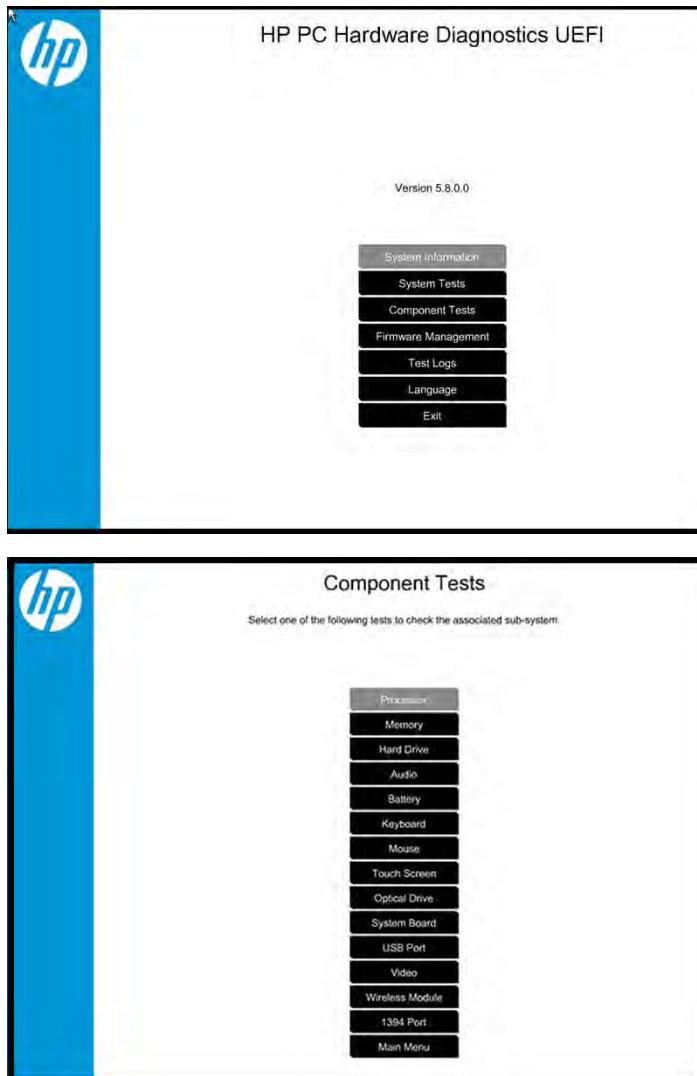 hp
HP PC Hardware Diagnostics UEFI
Version 5.8.0.0
System Information
System Tests
Component Tests
Firmware Management
Test Logs
Language
Exit
hp
Component Tests
Select one of the following tests to check the associated sub-system
Processor
Memory
Hard Drive
Audio
Battery
Keyboard
Mouse
Touch Screen
Optical Drive
System Board
USB Port
Video
Wireless Module
1394 Port
Main Menu